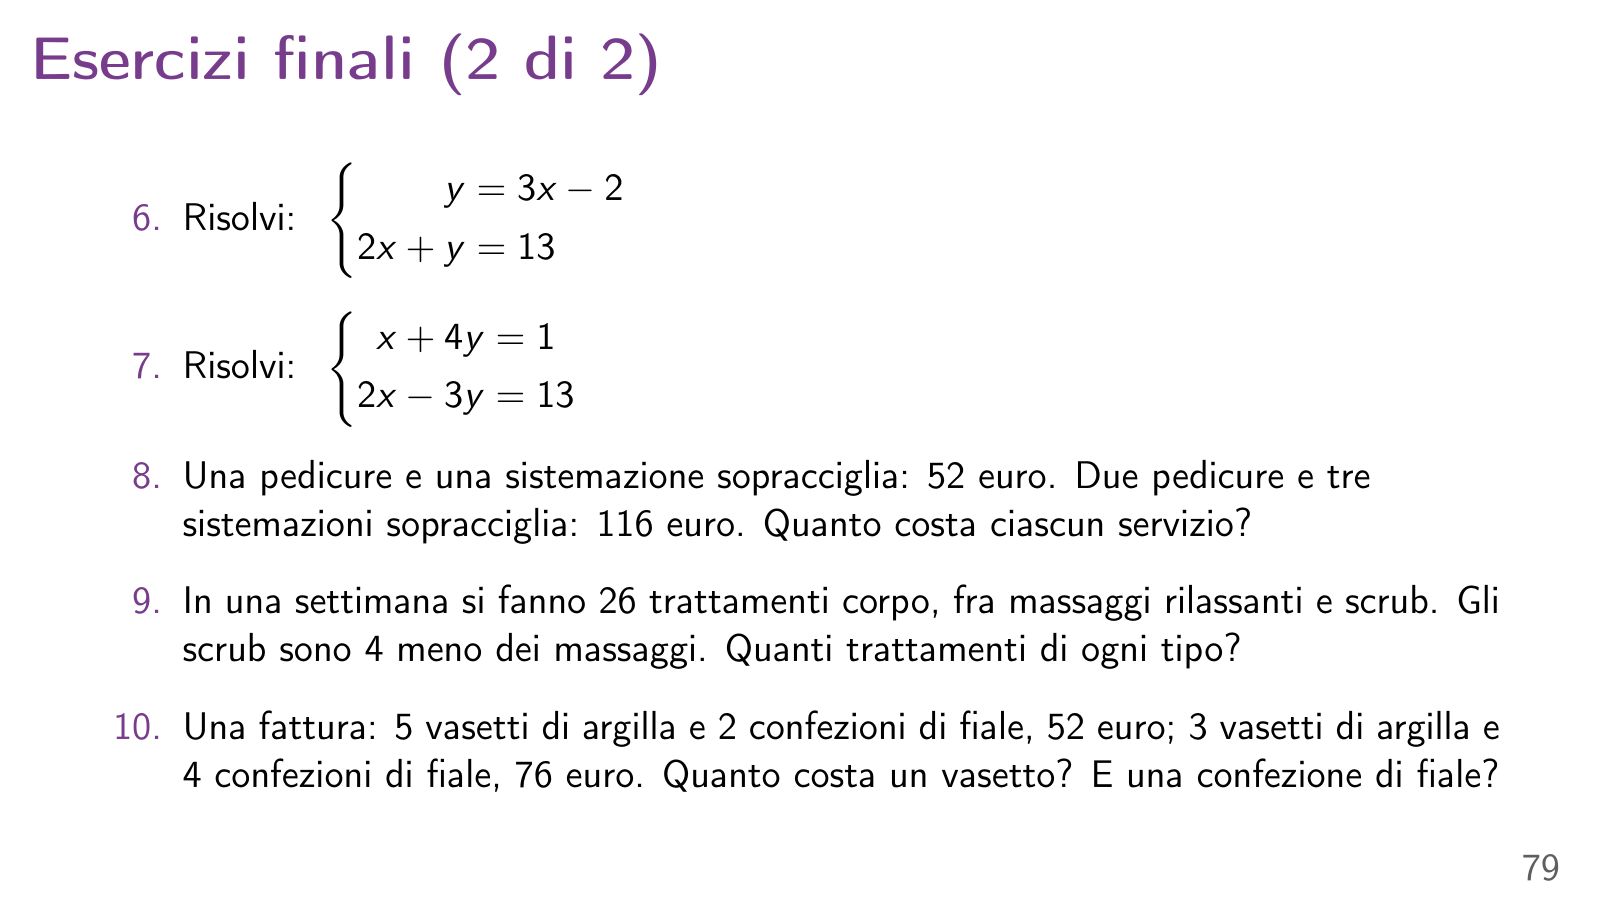 Esercizi finali (2 di 2)
6. Risolvi: { y = 3x − 2
2x + y = 13
7. Risolvi: { x + 4y = 1
2x − 3y = 13
8. Una pedicure e una sistemazione sopracciglia: 52 euro. Due pedicure e tre
sistemazioni sopracciglia: 116 euro. Quanto costa ciascun servizio?
9. In una settimana si fanno 26 trattamenti corpo, fra massaggi rilassanti e scrub. Gli
scrub sono 4 meno dei massaggi. Quanti trattamenti di ogni tipo?
10. Una fattura: 5 vasetti di argilla e 2 confezioni di fiale, 52 euro; 3 vasetti di argilla e
4 confezioni di fiale, 76 euro. Quanto costa un vasetto? E una confezione di fiale?
79